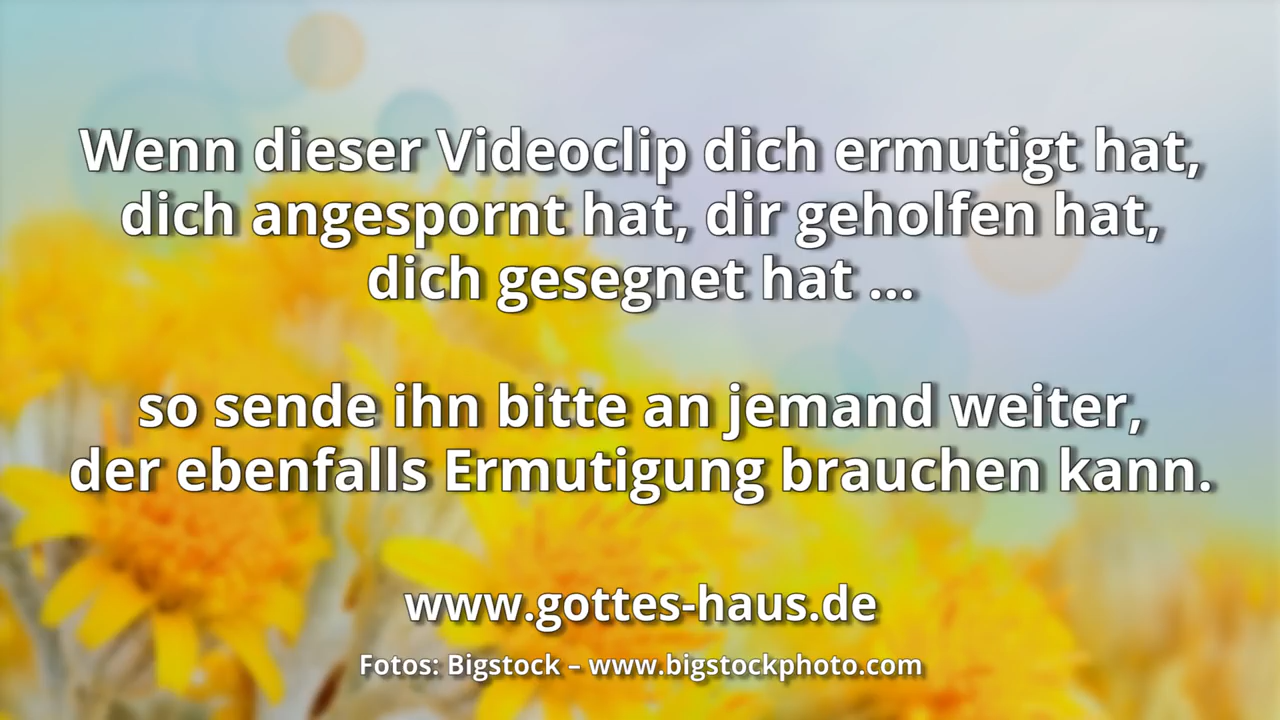 Wenn dieser Videoclip dich ermutigt hat,
dich angespornt hat, dir geholfen hat,
dich gesegnet hat ...
so sende ihn bitte an jemand weiter,
der ebenfalls Ermutigung brauchen kann.
www.gottes-haus.de
Fotos: Bigstock – www.bigstockphoto.com